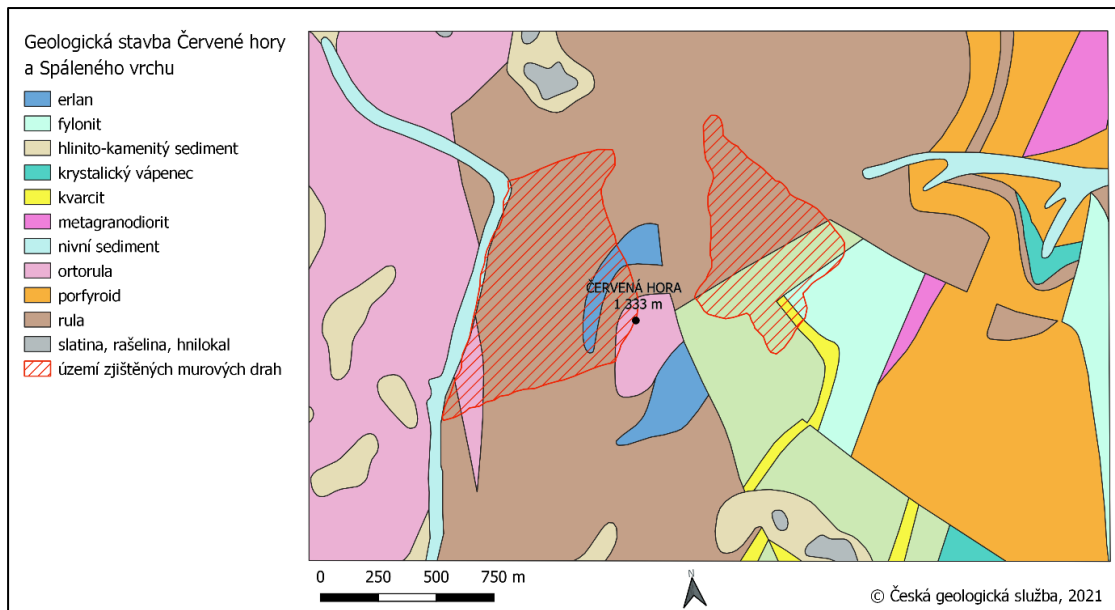 Geologická stavba Červené hory
a Spáleného vrchu
erlan
fylonit
hlinito-kamenitý sediment
krystalický vápenec
kvarcit
metagranodiorit
nivní sediment
ortorula
porfyroid
rula
slatina, rašelina, hnilokal
území zjištěných murových drah
ČERVENÁ HORA
1 333 m
0 250 500 750 m
N
© Česká geologická služba, 2021